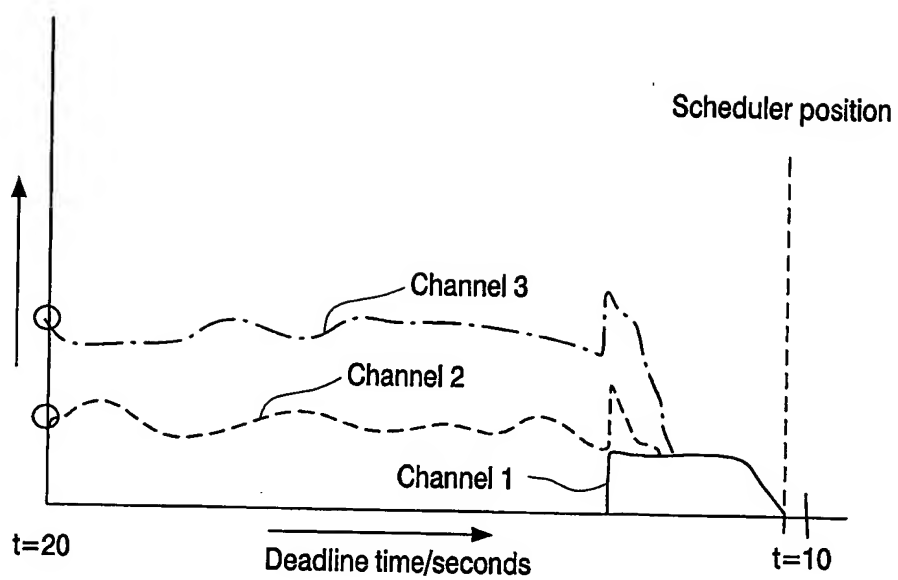 Scheduler position
Channel 3
Channel 2
Channel 1
t=20
Deadline time/seconds
t=10